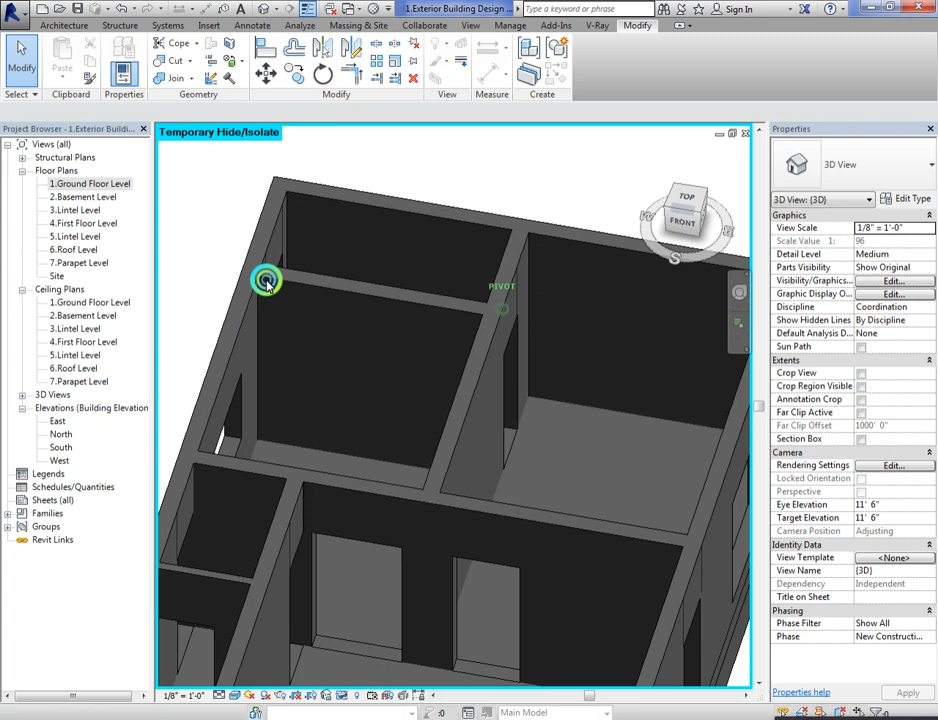 1.Exterior Building Design ...
Type a keyword or phrase
Sign In
Architecture Structure Systems Insert Annotate Analyze Massing & Site Collaborate View Manage Add-Ins V-Ray Modify
Modify Paste Cope Cut Join
Select Clipboard Properties Geometry Modify View Measure Create
Project Browser - 1.Exterior Buildi...
Views (all)
Structural Plans
Floor Plans
1.Ground Floor Level
2.Basement Level
3.Lintel Level
4.First Floor Level
5.Lintel Level
6.Roof Level
7.Parapet Level
Site
Ceiling Plans
1.Ground Floor Level
2.Basement Level
3.Lintel Level
4.First Floor Level
5.Lintel Level
6.Roof Level
7.Parapet Level
3D Views
Elevations (Building Elevation
East
North
South
West
Legends
Schedules/Quantities
Sheets (all)
Families
Groups
Revit Links
Temporary Hide/Isolate
TOP
FRONT
W
E
S
PIVOT
Properties
3D View
3D View: {3D} Edit Type
Graphics
View Scale 1/8" = 1'-0"
Scale Value 1: 96
Detail Level Medium
Parts Visibility Show Original
Visibility/Graphics... Edit...
Graphic Display O... Edit...
Discipline Coordination
Show Hidden Lines By Discipline
Default Analysis D... None
Sun Path
Extents
Crop View
Crop Region Visible
Annotation Crop
Far Clip Active
Far Clip Offset 1000' 0"
Section Box
Camera
Rendering Settings Edit...
Locked Orientation
Perspective
Eye Elevation 11' 6"
Target Elevation 11' 6"
Camera Position Adjusting
Identity Data
View Template <None>
View Name {3D}
Dependency Independent
Title on Sheet
Phasing
Phase Filter Show All
Phase New Constructi...
Properties help Apply
1/8" = 1'-0"
:0 Main Model